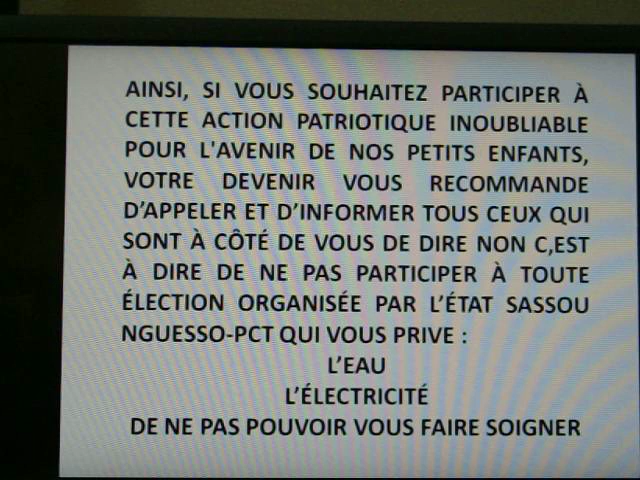 AINSI, SI VOUS SOUHAITEZ PARTICIPER À
CETTE ACTION PATRIOTIQUE INOUBLIABLE
POUR L'AVENIR DE NOS PETITS ENFANTS,
VOTRE DEVENIR VOUS RECOMMANDE
D'APPELER ET D'INFORMER TOUS CEUX QUI
SONT À CÔTÉ DE VOUS DE DIRE NON C,EST
À DIRE DE NE PAS PARTICIPER À TOUTE
ÉLECTION ORGANISÉE PAR L'ÉTAT SASSOU
NGUESSO-PCT QUI VOUS PRIVE :
L'EAU
L'ÉLECTRICITÉ
DE NE PAS POUVOIR VOUS FAIRE SOIGNER